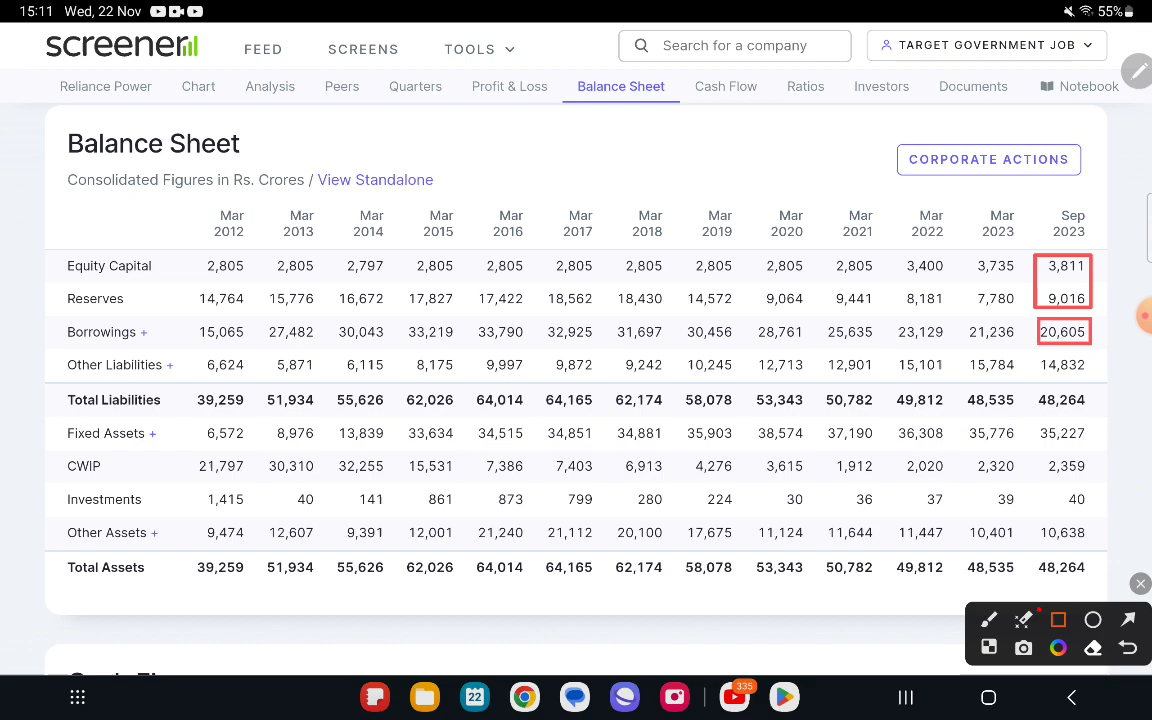 15:11 Wed, 22 Nov 55%
screener FEED SCREENS TOOLS Search for a company TARGET GOVERNMENT JOB
Reliance Power Chart Analysis Peers Quarters Profit & Loss Balance Sheet Cash Flow Ratios Investors Documents Notebook
Balance Sheet
CORPORATE ACTIONS
Consolidated Figures in Rs. Crores / View Standalone
Mar Mar Mar Mar Mar Mar Mar Mar Mar Mar Mar Mar Sep
2012 2013 2014 2015 2016 2017 2018 2019 2020 2021 2022 2023 2023
Equity Capital 2,805 2,805 2,797 2,805 2,805 2,805 2,805 2,805 2,805 2,805 3,400 3,735 3,811
Reserves 14,764 15,776 16,672 17,827 17,422 18,562 18,430 14,572 9,064 9,441 8,181 7,780 9,016
Borrowings + 15,065 27,482 30,043 33,219 33,790 32,925 31,697 30,456 28,761 25,635 23,129 21,236 20,605
Other Liabilities + 6,624 5,871 6,115 8,175 9,997 9,872 9,242 10,245 12,713 12,901 15,101 15,784 14,832
Total Liabilities 39,259 51,934 55,626 62,026 64,014 64,165 62,174 58,078 53,343 50,782 49,812 48,535 48,264
Fixed Assets + 6,572 8,976 13,839 33,634 34,515 34,851 34,881 35,903 38,574 37,190 36,308 35,776 35,227
CWIP 21,797 30,310 32,255 15,531 7,386 7,403 6,913 4,276 3,615 1,912 2,020 2,320 2,359
Investments 1,415 40 141 861 873 799 280 224 30 36 37 39 40
Other Assets + 9,474 12,607 9,391 12,001 21,240 21,112 20,100 17,675 11,124 11,644 11,447 10,401 10,638
Total Assets 39,259 51,934 55,626 62,026 64,014 64,165 62,174 58,078 53,343 50,782 49,812 48,535 48,264
22 335